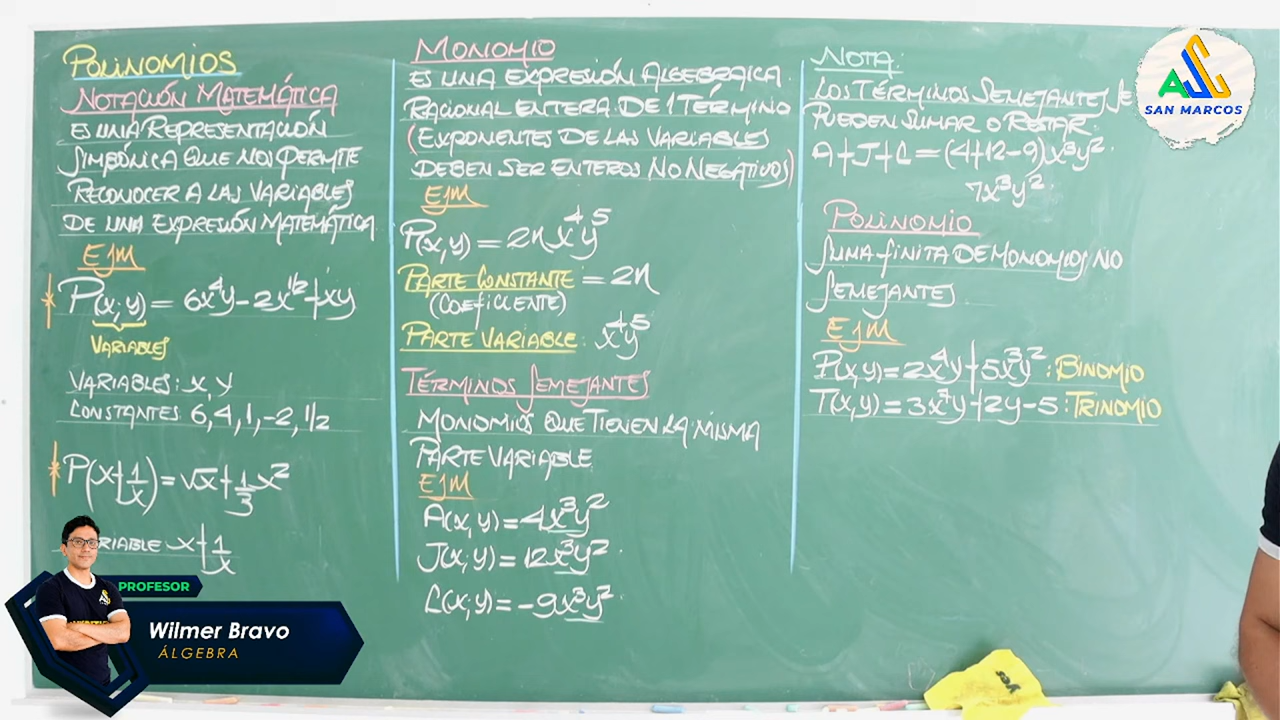 POLINOMIOS
NOTACIÓN MATEMÁTICA
ES UNA REPRESENTACIÓN
SIMBÓNICA QUE NOS PERMITE
RECONOCER A LAS VARIABLES
DE UNA EXPRESIÓN MATEMÁTICA
EJM
P(x;y) = 6x⁴y - 2x^1/2 + xy
VARIABLES
VARIABLES: x, y
CONSTANTES 6, 4, 1, -2, 1/2
P(x+1/x) = √x + 1/3 x²
RIABLE x+1/x
MONOMIO
ES UNA EXPRESIÓN ALGEBRAICA
RACIONAL ENTERA DE 1 TÉRMINO
(EXPONENTES DE LAS VARIABLES
DEBEN SER ENTEROS NO NEGATIVOS)
EJM
P(x,y) = 2nx⁴y⁵
PARTE CONSTANTE = 2n
(COEFICIENTE)
PARTE VARIABLE: x⁴y⁵
TÉRMINOS SEMEJANTES
MONOMIOS QUE TIENEN LA MISMA
PARTE VARIABLE
EJM
A(x,y) = 4x³y²
J(x;y) = 12x³y²
C(x;y) = -9x³y²
NOTA:
LOS TÉRMINOS SEMEJANTES SE
PUEDEN SUMAR O RESTAR
A+J+C = (4+12-9)x³y²
7x³y²
POLINOMIO
SUMA FINITA DE MONOMIOS NO
SEMEJANTES
EJM
P(x,y) = 2x⁴y + 5x³y² : BINOMIO
T(x,y) = 3x⁷y + 2y - 5 : TRINOMIO
SAN MARCOS
PROFESOR
Wilmer Bravo
ÁLGEBRA